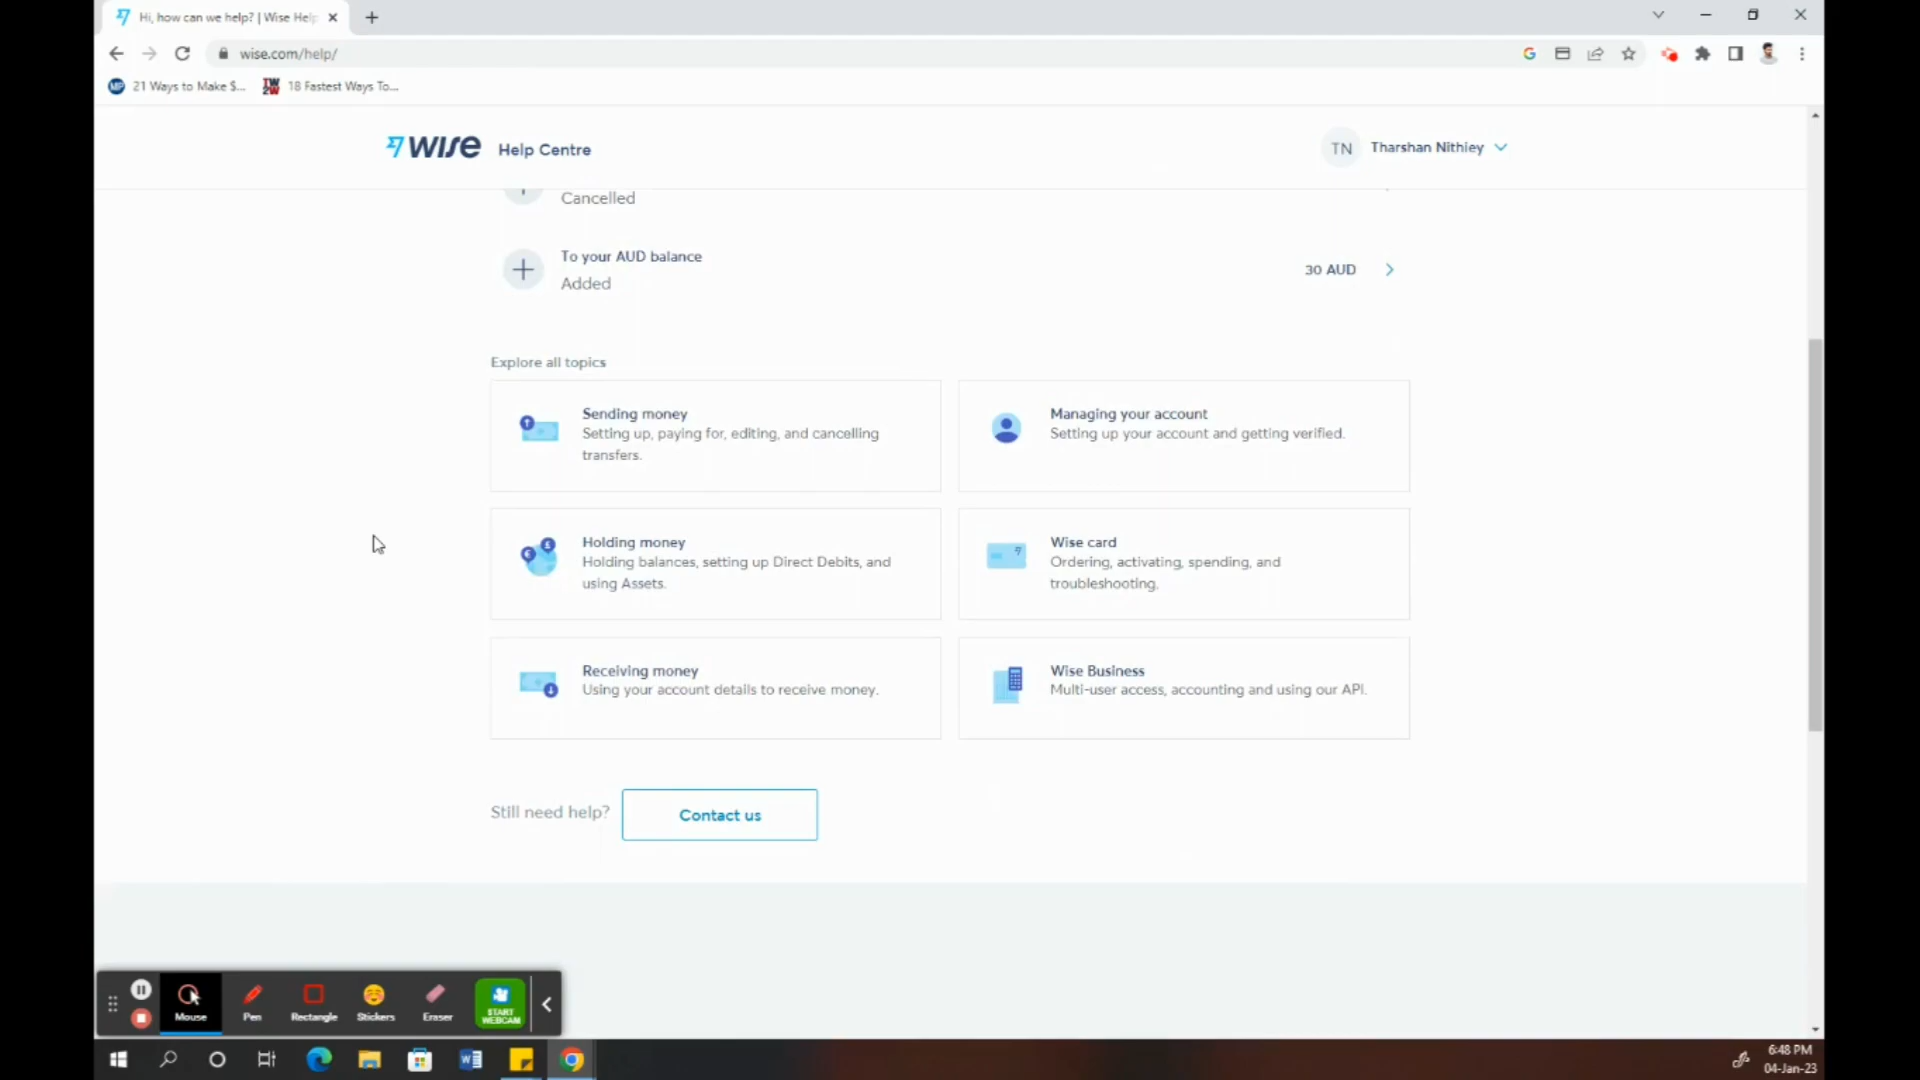 Hi, how can we help? | Wise Help
wise.com/help/
21 Ways to Make $...
18 Fastest Ways To...
wise Help Centre
TN Tharshan Nithiey
Cancelled
To your AUD balance
Added
30 AUD
Explore all topics
Sending money
Setting up, paying for, editing, and cancelling
transfers.
Managing your account
Setting up your account and getting verified.
Holding money
Holding balances, setting up Direct Debits, and
using Assets.
Wise card
Ordering, activating, spending, and
troubleshooting.
Receiving money
Using your account details to receive money.
Wise Business
Multi-user access, accounting and using our API.
Still need help?
Contact us
Mouse
Pen
Rectangle
Stickers
Eraser
START
WEBCAM
6:48 PM
04-Jan-23